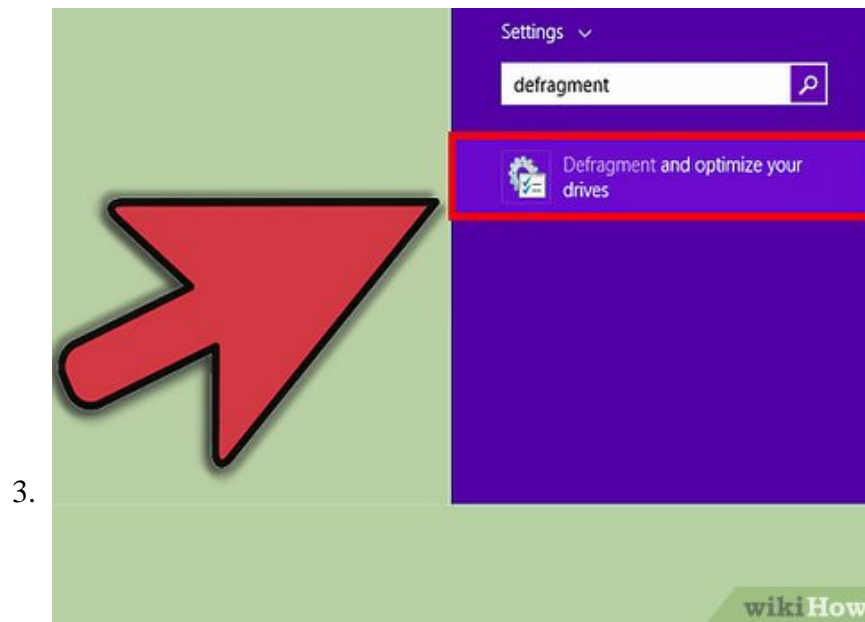 Settings
defragment
Defragment and optimize your
drives
3.
wikiHow